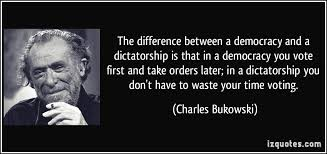 The difference between a democracy and a
dictatorship is that in a democracy you vote
first and take orders later; in a dictatorship you
don't have to waste your time voting.
(Charles Bukowski)
izquotes.com